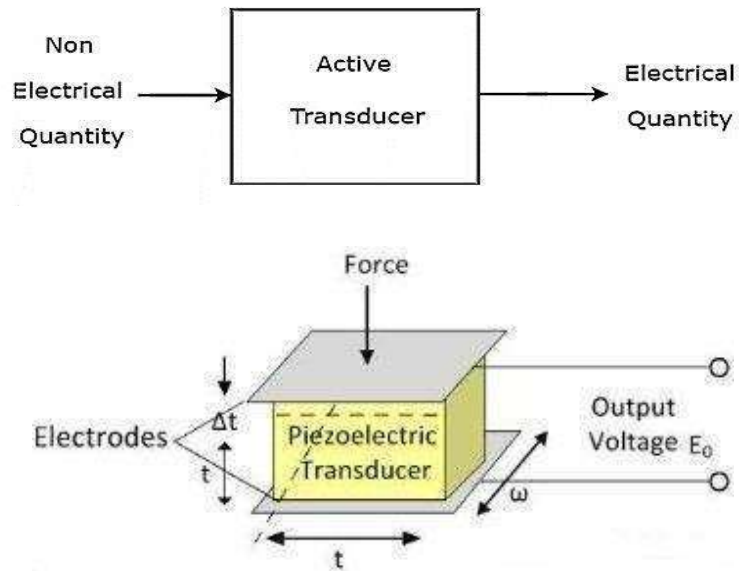 Non
Electrical
Quantity
Active
Transducer
Electrical
Quantity
Force
Δt
Electrodes
t
Piezoelectric
Transducer
Output
Voltage E₀
ω
t